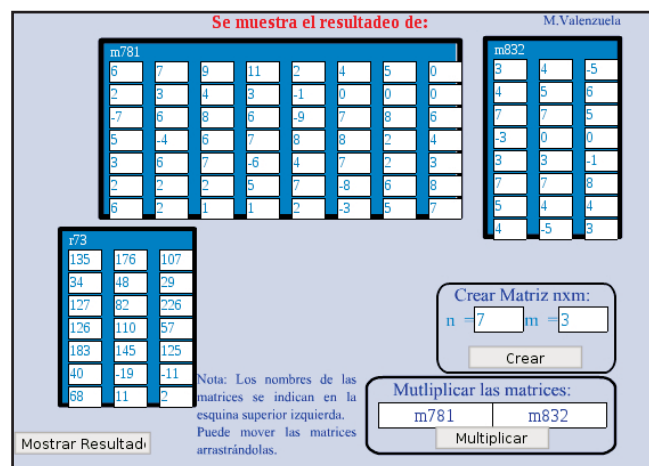 Se muestra el resultadeo de:
M.Valenzuela
m781
6 7 9 11 2 4 5 0
2 3 4 3 -1 0 0 0
-7 6 8 6 -9 7 8 6
5 -4 6 7 8 8 2 4
3 6 7 -6 4 7 2 3
2 2 2 5 7 -8 6 8
6 2 1 1 2 -3 5 7
m832
3 4 -5
4 5 6
7 7 5
-3 0 0
3 3 -1
7 7 8
5 4 4
4 -5 3
r73
135 176 107
34 48 29
127 82 226
126 110 57
183 145 125
40 -19 -11
68 11 2
Crear Matriz nxm:
n =7 m =3
Crear
Nota: Los nombres de las
matrices se indican en la
esquina superior izquierda.
Puede mover las matrices
arrastrándolas.
Mutliplicar las matrices:
m781 m832
Multiplicar
Mostrar Resultad